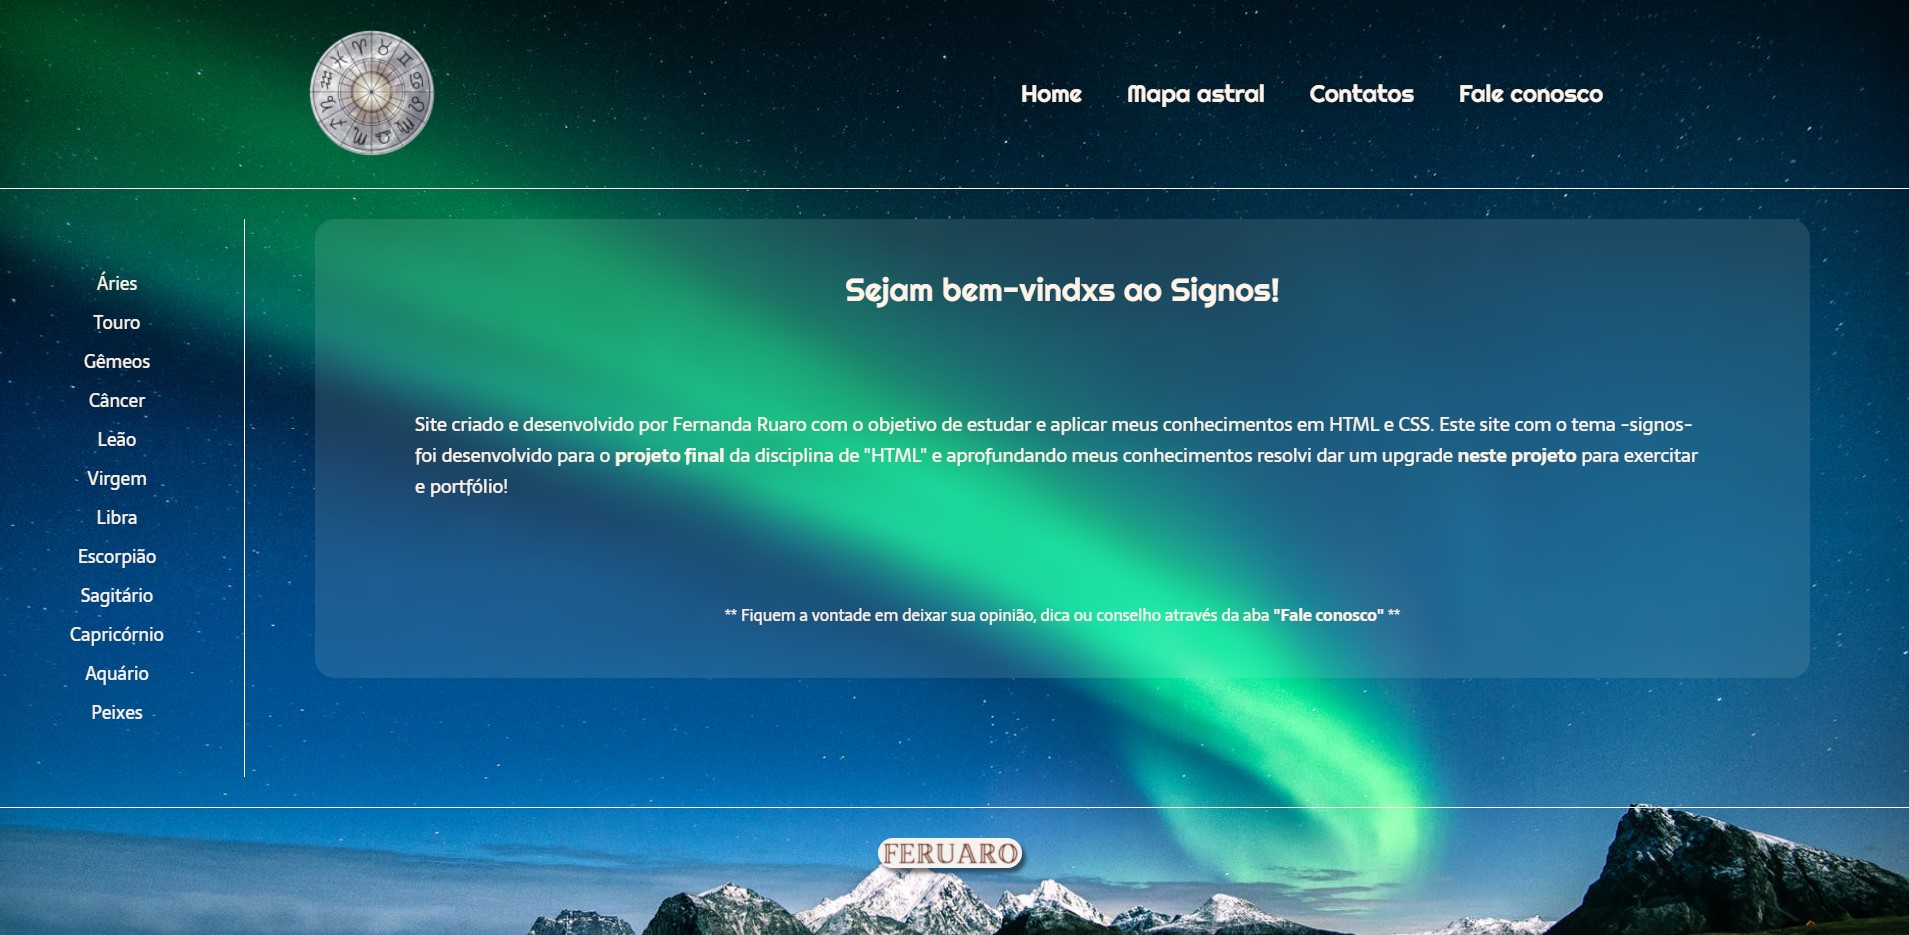 Home Mapa astral Contatos Fale conosco
Áries
Touro
Gêmeos
Câncer
Leão
Virgem
Libra
Escorpião
Sagitário
Capricórnio
Aquário
Peixes
Sejam bem-vindxs ao Signos!
Site criado e desenvolvido por Fernanda Ruaro com o objetivo de estudar e aplicar meus conhecimentos em HTML e CSS. Este site com o tema -signos-
foi desenvolvido para o projeto final da disciplina de "HTML" e aprofundando meus conhecimentos resolvi dar um upgrade neste projeto para exercitar
e portfólio!
** Fiquem a vontade em deixar sua opinião, dica ou conselho através da aba "Fale conosco" **
FERUARO